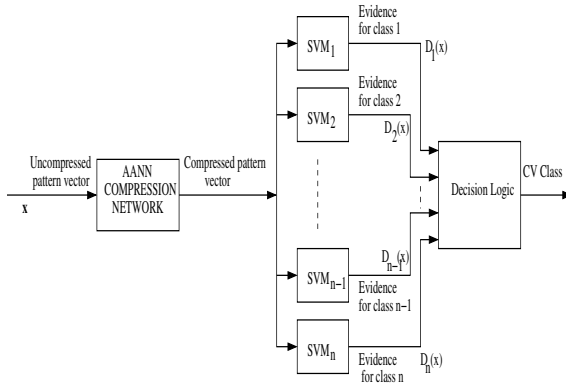 Evidence
for class 1
SVM1
D1(x)
Evidence
for class 2
SVM2
D2(x)
Uncompressed
pattern vector
x
AANN
COMPRESSION
NETWORK
Compressed pattern
vector
Decision Logic
CV Class
SVMn−1
Dn−1(x)
Evidence
for class n−1
SVMn
Dn(x)
Evidence
for class n